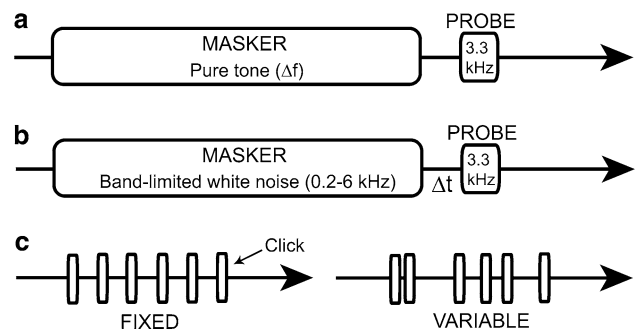 a
PROBE
MASKER
Pure tone (Δf)
3.3
kHz
b
PROBE
MASKER
Band-limited white noise (0.2-6 kHz)
Δt
3.3
kHz
c
Click
FIXED
VARIABLE